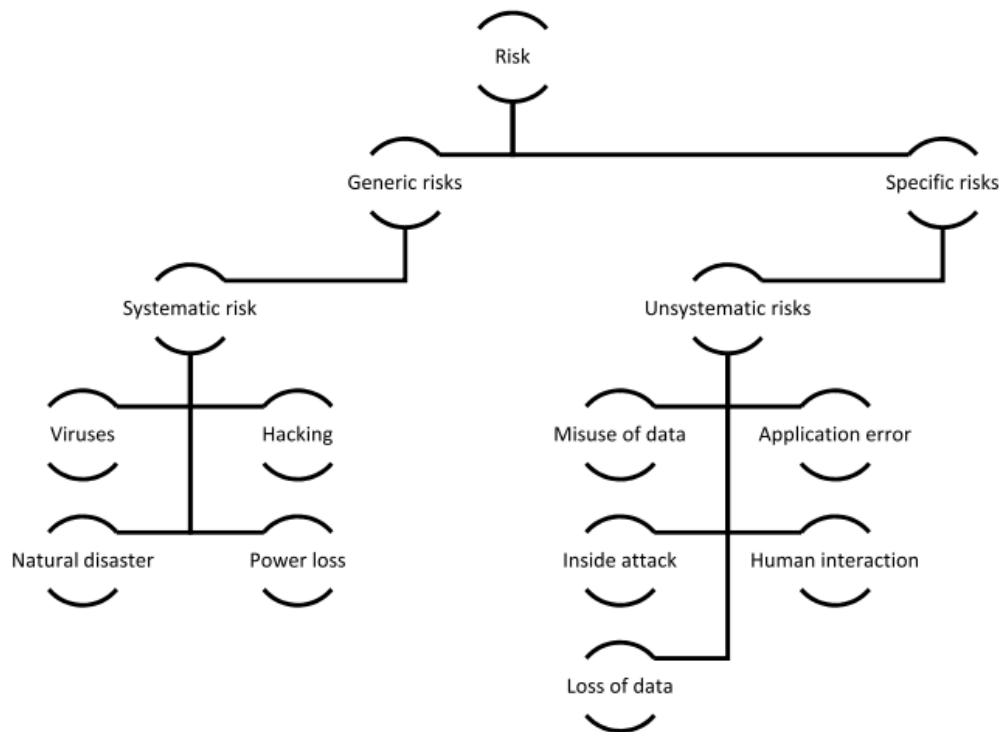 Risk
Generic risks
Specific risks
Systematic risk
Unsystematic risks
Viruses
Hacking
Misuse of data
Application error
Natural disaster
Power loss
Inside attack
Human interaction
Loss of data